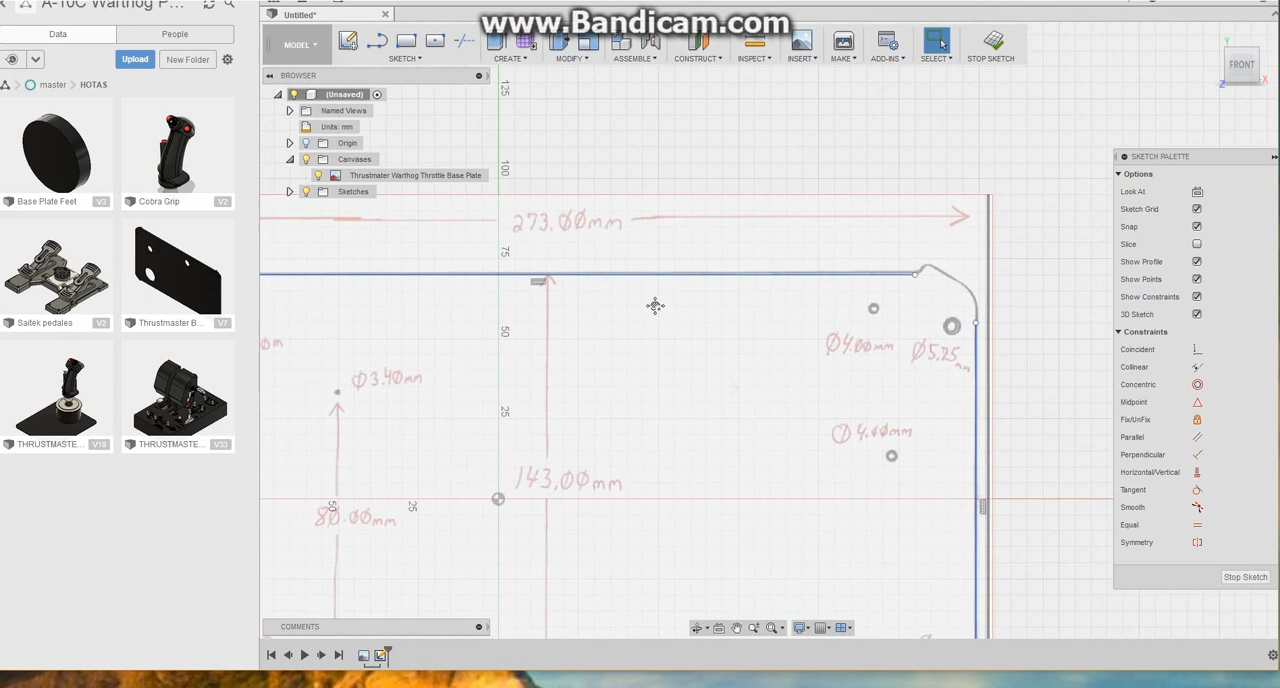 A-10C Warthog P...
Untitled*
www.Bandicam.com
Data
People
MODEL
SKETCH
CREATE
MODIFY
ASSEMBLE
CONSTRUCT
INSPECT
INSERT
MAKE
ADD-INS
SELECT
STOP SKETCH
Upload
New Folder
BROWSER
FRONT
Y
X
Z
master
HOTAS
(Unsaved)
Named Views
Units: mm
Origin
Canvases
Thrustmater Warthog Throttle Base Plate
Sketches
Base Plate Feet
V3
Cobra Grip
V2
Saitek pedales
V2
Thrustmaster B...
V7
THRUSTMASTE...
V18
THRUSTMASTE...
V33
125
100
75
50
25
50
25
273.00mm
Ø4.00mm
Ø5.25mm
Ø3.40mm
Ø4.00mm
143.00mm
80.00mm
SKETCH PALETTE
Options
Look At
Sketch Grid
Snap
Slice
Show Profile
Show Points
Show Constraints
3D Sketch
Constraints
Coincident
Collinear
Concentric
Midpoint
Fix/UnFix
Parallel
Perpendicular
Horizontal/Vertical
Tangent
Smooth
Equal
Symmetry
Stop Sketch
COMMENTS